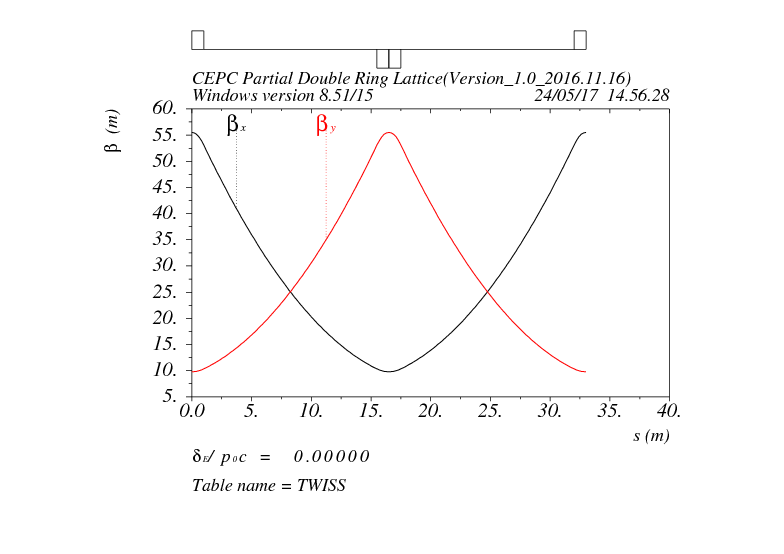 CEPC Partial Double Ring Lattice(Version_1.0_2016.11.16)
Windows version 8.51/15 24/05/17 14.56.28
β (m)
βx βy
60.
55.
50.
45.
40.
35.
30.
25.
20.
15.
10.
5.
0.0 5. 10. 15. 20. 25. 30. 35. 40.
s (m)
δE/ p0c = 0.00000
Table name = TWISS